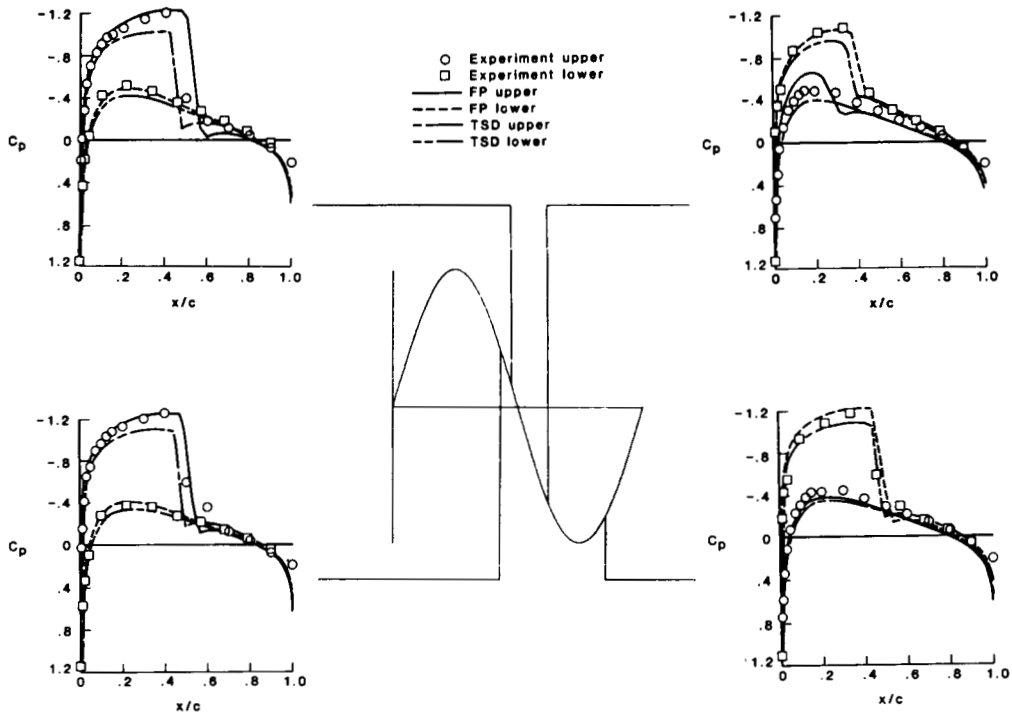 -1.2
-.8
-.4
Cp
0
.4
.8
1.2
0 .2 .4 .6 .8 1.0
x/c
Experiment upper
Experiment lower
FP upper
FP lower
TSD upper
TSD lower
-1.2
-.8
-.4
Cp
0
.4
.8
1.2
0 .2 .4 .6 .8 1.0
x/c
-1.2
-.8
-.4
Cp
0
.4
.8
1.2
0 .2 .4 .6 .8 1.0
x/c
-1.2
-.8
-.4
Cp
0
.4
.8
1.2
0 .2 .4 .6 .8 1.0
x/c